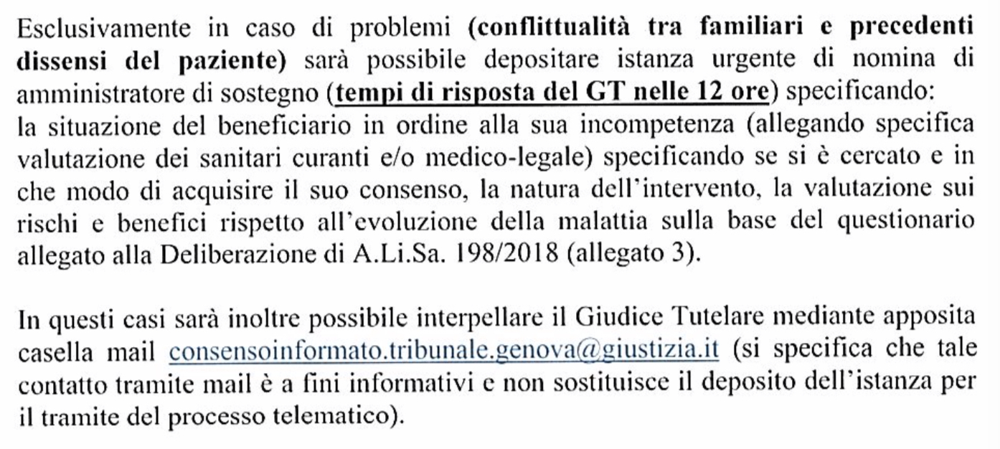 Esclusivamente in caso di problemi (conflittualità tra familiari e precedenti
dissensi del paziente) sarà possibile depositare istanza urgente di nomina di
amministratore di sostegno (tempi di risposta del GT nelle 12 ore) specificando:
la situazione del beneficiario in ordine alla sua incompetenza (allegando specifica
valutazione dei sanitari curanti e/o medico-legale) specificando se si è cercato e in
che modo di acquisire il suo consenso, la natura dell'intervento, la valutazione sui
rischi e benefici rispetto all'evoluzione della malattia sulla base del questionario
allegato alla Deliberazione di A.Li.Sa. 198/2018 (allegato 3).

In questi casi sarà inoltre possibile interpellare il Giudice Tutelare mediante apposita
casella mail consensoinformato.tribunale.genova@giustizia.it (si specifica che tale
contatto tramite mail è a fini informativi e non sostituisce il deposito dell'istanza per
il tramite del processo telematico).